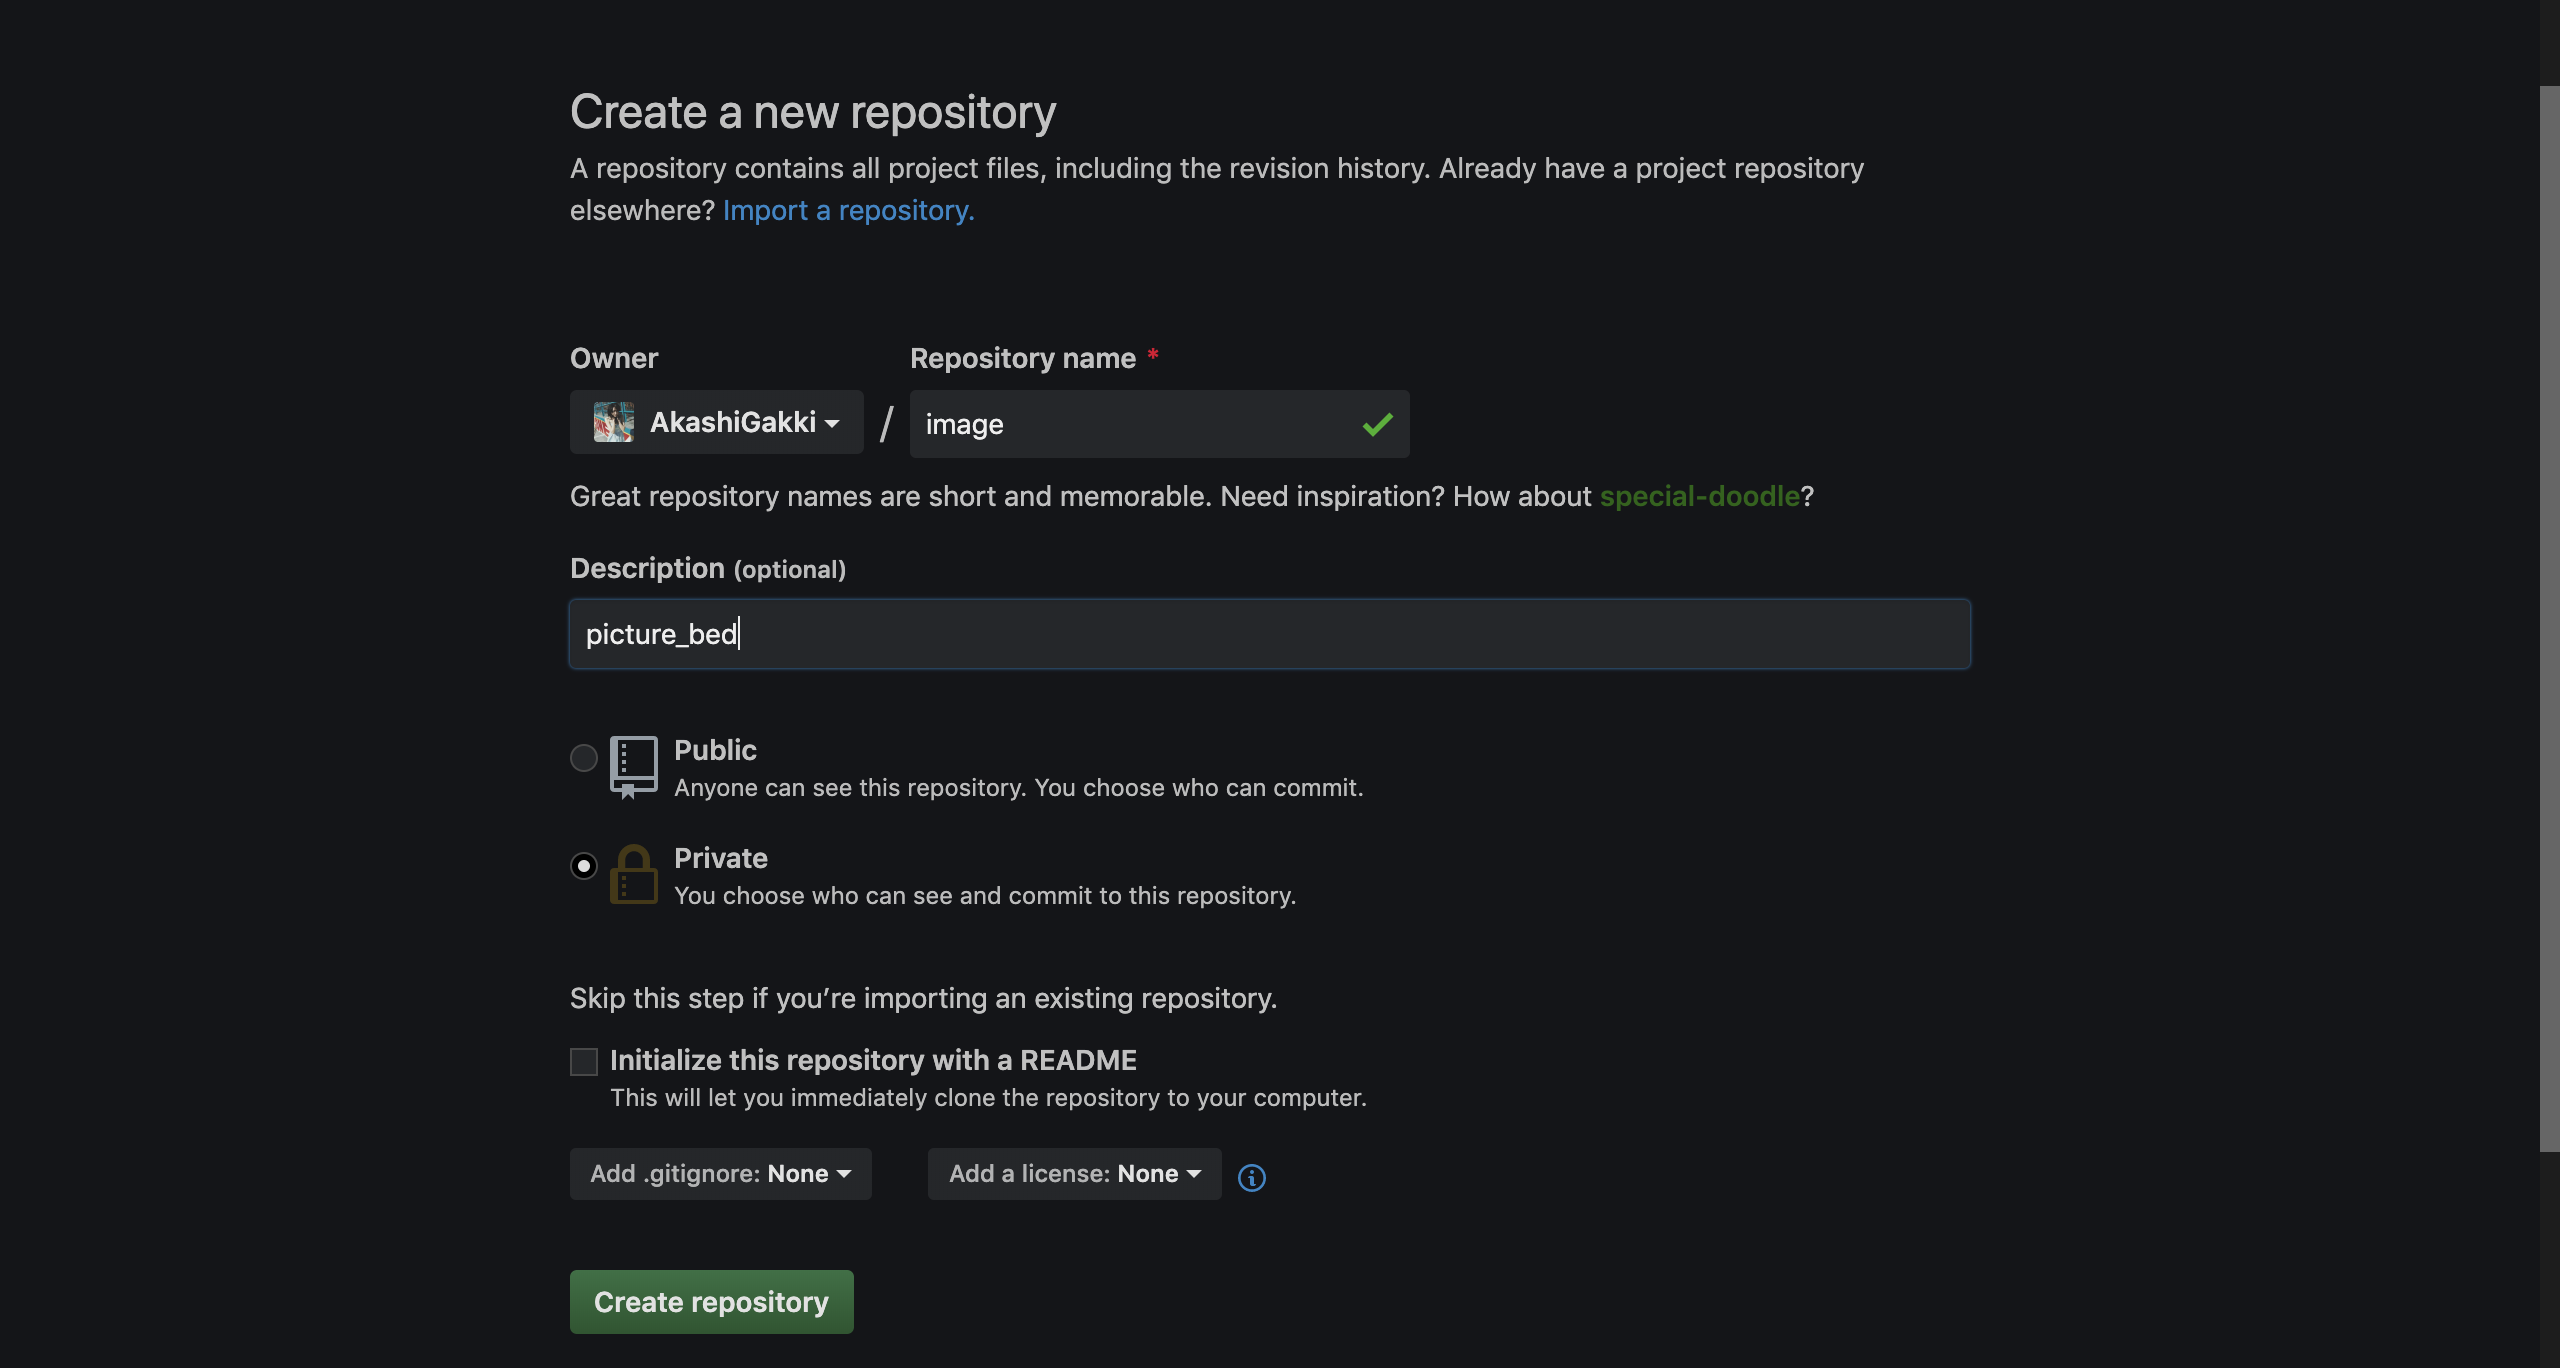 Create a new repository
A repository contains all project files, including the revision history. Already have a project repository
elsewhere? Import a repository.
Owner
Repository name *
AkashiGakki / image
Great repository names are short and memorable. Need inspiration? How about special-doodle?
Description (optional)
picture_bed
Public
Anyone can see this repository. You choose who can commit.
Private
You choose who can see and commit to this repository.
Skip this step if you’re importing an existing repository.
Initialize this repository with a README
This will let you immediately clone the repository to your computer.
Add .gitignore: None
Add a license: None
Create repository